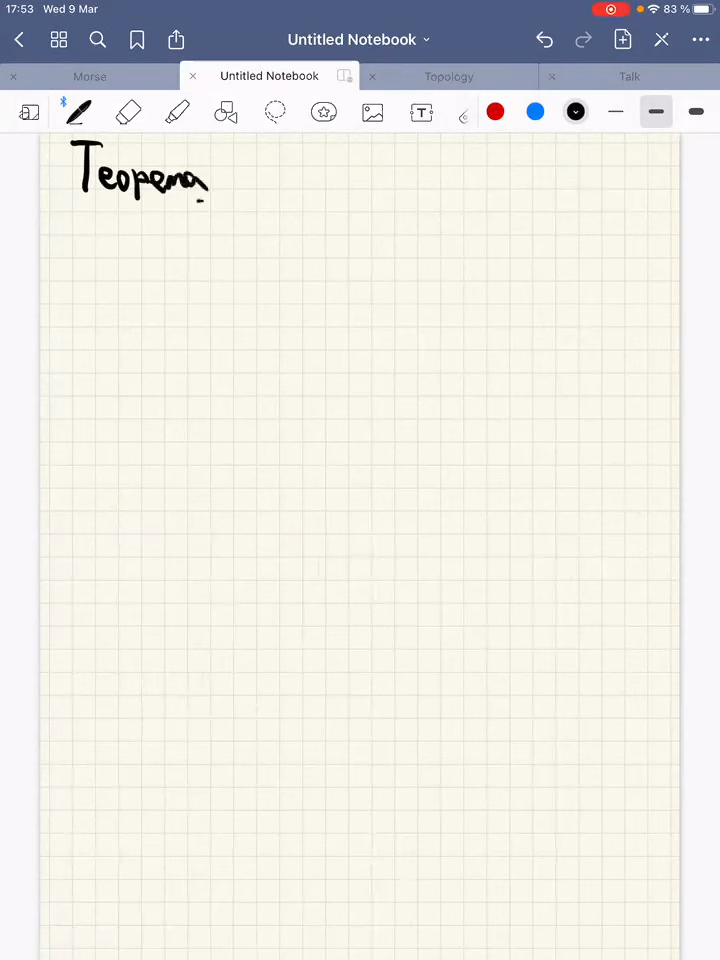 17:53 Wed 9 Mar 83 %
Untitled Notebook
Morse Untitled Notebook Topology Talk
T
Теорема